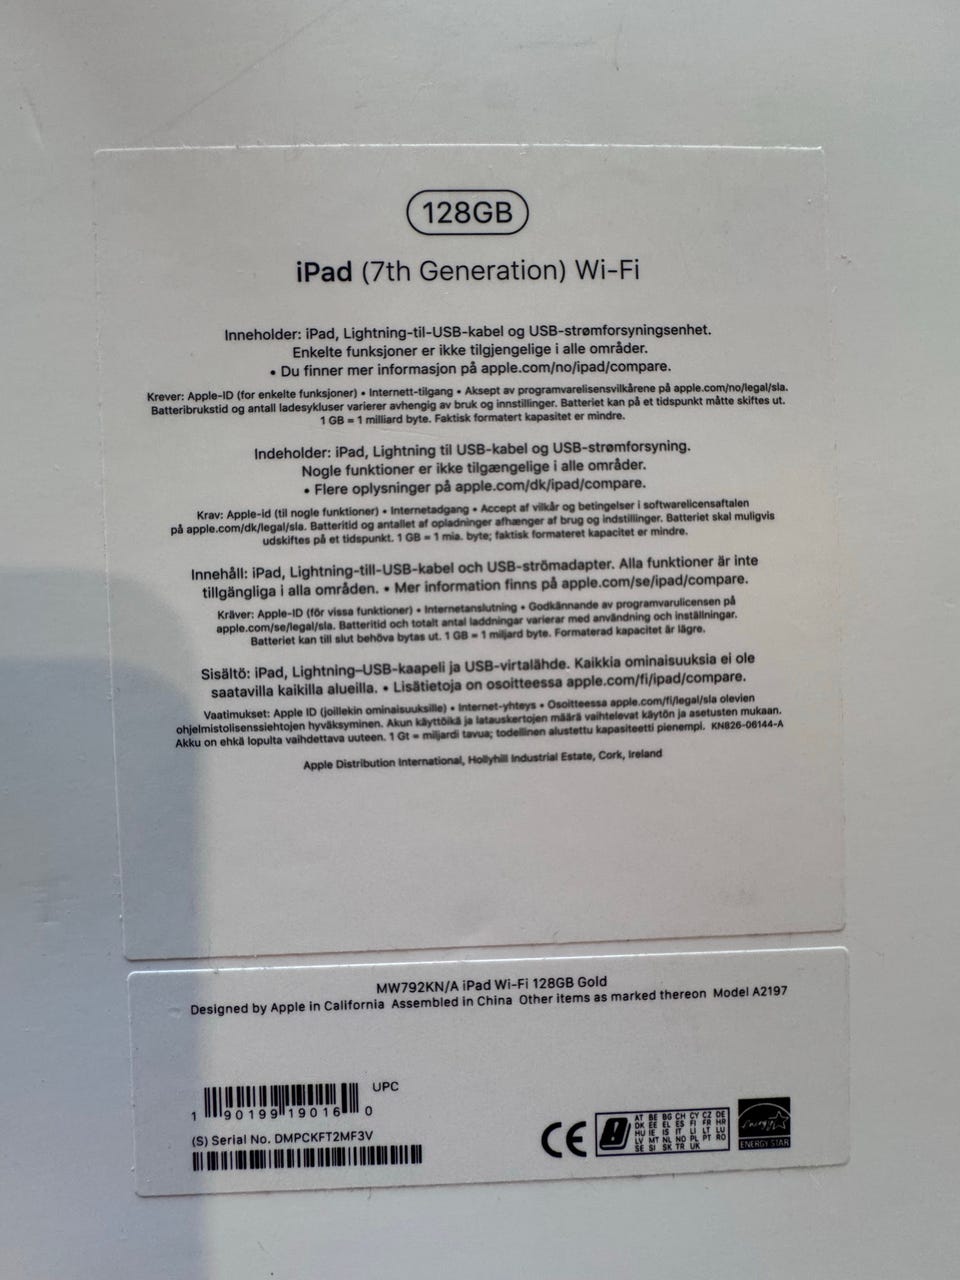 128GB
iPad (7th Generation) Wi-Fi
Inneholder: iPad, Lightning-til-USB-kabel og USB-strømforsyningsenhet.
Enkelte funksjoner er ikke tilgjengelige i alle områder.
• Du finner mer informasjon på apple.com/no/ipad/compare.
Krever: Apple-ID (for enkelte funksjoner) • Internett-tilgang • Aksept av programvarelisensvilkårene på apple.com/no/legal/sla.
Batteribrukstid og antall ladesykluser varierer avhengig av bruk og innstillinger. Batteriet kan på et tidspunkt måtte skiftes ut.
1 GB = 1 milliard byte. Faktisk formatert kapasitet er mindre.
Indeholder: iPad, Lightning til USB-kabel og USB-strømforsyning.
Nogle funktioner er ikke tilgængelige i alle områder.
• Flere oplysninger på apple.com/dk/ipad/compare.
Krav: Apple-id (til nogle funktioner) • Internetadgang • Accept af vilkår og betingelser i softwarelicensaftalen
på apple.com/dk/legal/sla. Batteritid og antallet af opladninger afhænger af brug og indstillinger. Batteriet skal muligvis
udskiftes på et tidspunkt. 1 GB = 1 mia. byte; faktisk formateret kapacitet er mindre.
Innehåll: iPad, Lightning-till-USB-kabel och USB-strömadapter. Alla funktioner är inte
tillgängliga i alla områden. • Mer information finns på apple.com/se/ipad/compare.
Kräver: Apple-ID (för vissa funktioner) • Internetanslutning • Godkännande av programvarulicensen på
apple.com/se/legal/sla. Batteritid och totalt antal laddningar varierar med användning och inställningar.
Batteriet kan till slut behöva bytas ut. 1 GB = 1 miljard byte. Formaterad kapacitet är lägre.
Sisältö: iPad, Lightning–USB-kaapeli ja USB-virtalähde. Kaikkia ominaisuuksia ei ole
saatavilla kaikilla alueilla. • Lisätietoja on osoitteessa apple.com/fi/ipad/compare.
Vaatimukset: Apple ID (joillekin ominaisuuksille) • Internet-yhteys • Osoitteessa apple.com/fi/legal/sla olevien
ohjelmistolisenssiehtojen hyväksyminen. Akun käyttöikä ja latauskertojen määrä vaihtelevat käytön ja asetusten mukaan.
Akku on ehkä lopulta vaihdettava uuteen. 1 Gt = miljardi tavua; todellinen alustettu kapasiteetti pienempi. KN826-06144-A
Apple Distribution International, Hollyhill Industrial Estate, Cork, Ireland
MW792KN/A iPad Wi-Fi 128GB Gold
Designed by Apple in California Assembled in China Other items as marked thereon Model A2197
UPC
1 90199 19016 0
(S) Serial No. DMPCKFT2MF3V
CE
AT BE BG CH CY CZ DE
DK EE EL ES FI FR HR
HU IE IS IT LI LT LU
LV MT NL NO PL PT RO
SE SI SK TR UK
energy
ENERGY STAR